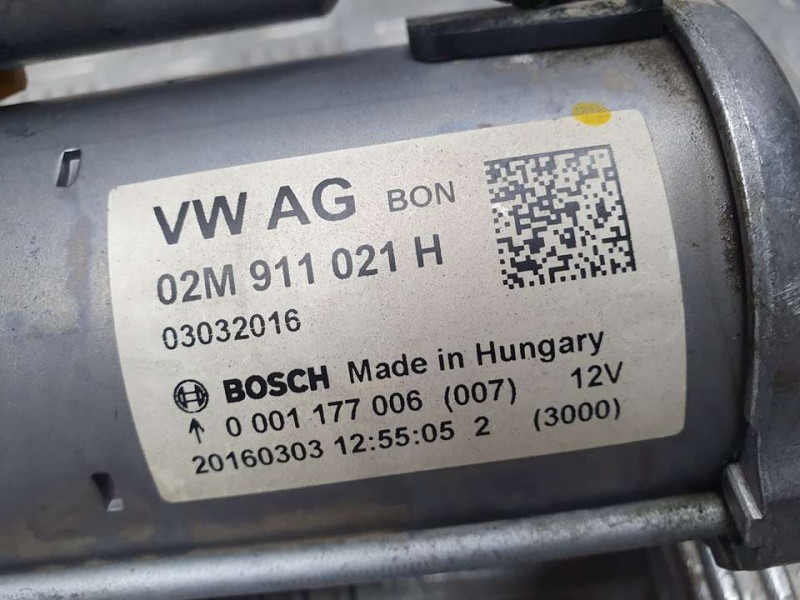 VW AG BON
02M 911 021 H
03032016
BOSCH Made in Hungary
0 001 177 006 (007) 12V
20160303 12:55:05 2 (3000)